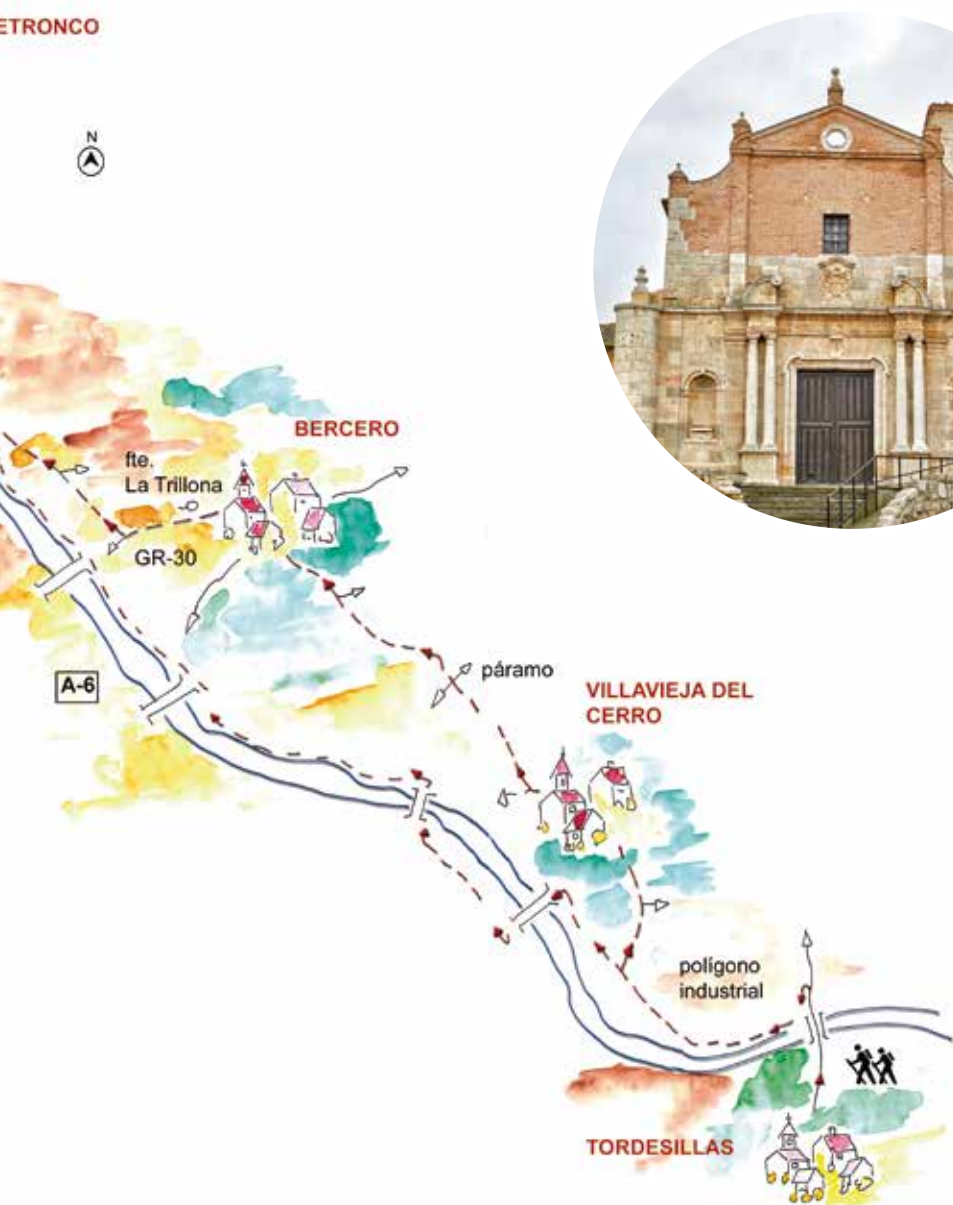 ETRONCO
N
BERCERO
fte.
La Trillona
GR-30
A-6
páramo
VILLAVIEJA DEL
CERRO
polígono
industrial
TORDESILLAS